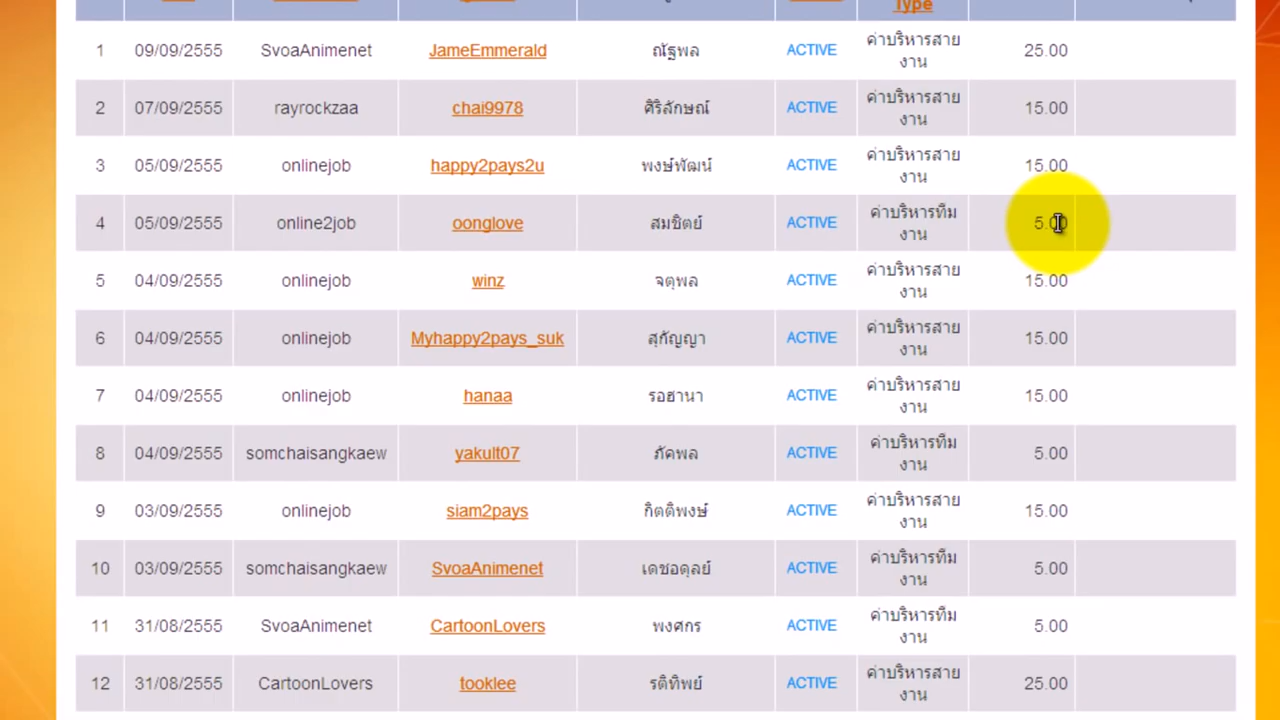 Type
1 09/09/2555 SvoaAnimenet JameEmmerald ณัฐพล ACTIVE ค่าบริหารสาย 25.00
งาน
2 07/09/2555 rayrockzaa chai9978 ศิริลักษณ์ ACTIVE ค่าบริหารสาย 15.00
งาน
3 05/09/2555 onlinejob happy2pays2u พงษ์พัฒน์ ACTIVE ค่าบริหารสาย 15.00
งาน
4 05/09/2555 online2job oonglove สมชิตย์ ACTIVE ค่าบริหารทีม 5.00
งาน
5 04/09/2555 onlinejob winz จตุพล ACTIVE ค่าบริหารสาย 15.00
งาน
6 04/09/2555 onlinejob Myhappy2pays_suk สุกัญญา ACTIVE ค่าบริหารสาย 15.00
งาน
7 04/09/2555 onlinejob hanaa รอฮานา ACTIVE ค่าบริหารสาย 15.00
งาน
8 04/09/2555 somchaisangkaew yakult07 ภัคพล ACTIVE ค่าบริหารทีม 5.00
งาน
9 03/09/2555 onlinejob siam2pays กิตติพงษ์ ACTIVE ค่าบริหารสาย 15.00
งาน
10 03/09/2555 somchaisangkaew SvoaAnimenet เดชอดุลย์ ACTIVE ค่าบริหารทีม 5.00
งาน
11 31/08/2555 SvoaAnimenet CartoonLovers พงศกร ACTIVE ค่าบริหารทีม 5.00
งาน
12 31/08/2555 CartoonLovers tooklee รติทิพย์ ACTIVE ค่าบริหารสาย 25.00
งาน